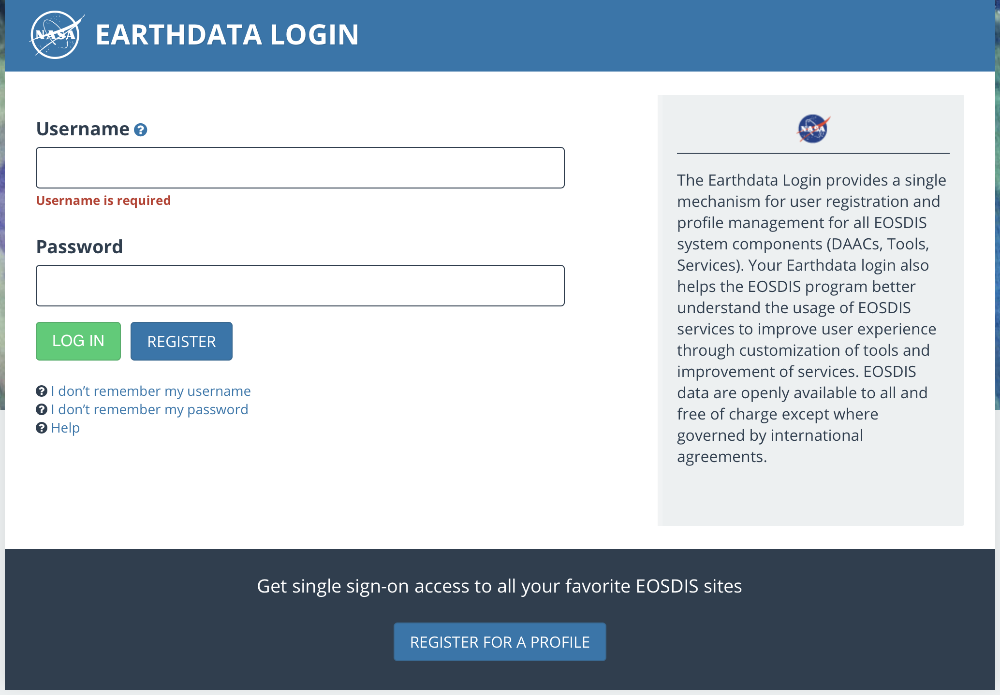 NASA
EARTHDATA LOGIN
Username
Username is required
Password
LOG IN
REGISTER
I don’t remember my username
I don’t remember my password
Help
NASA
The Earthdata Login provides a single
mechanism for user registration and
profile management for all EOSDIS
system components (DAACs, Tools,
Services). Your Earthdata login also
helps the EOSDIS program better
understand the usage of EOSDIS
services to improve user experience
through customization of tools and
improvement of services. EOSDIS
data are openly available to all and
free of charge except where
governed by international
agreements.
Get single sign-on access to all your favorite EOSDIS sites
REGISTER FOR A PROFILE